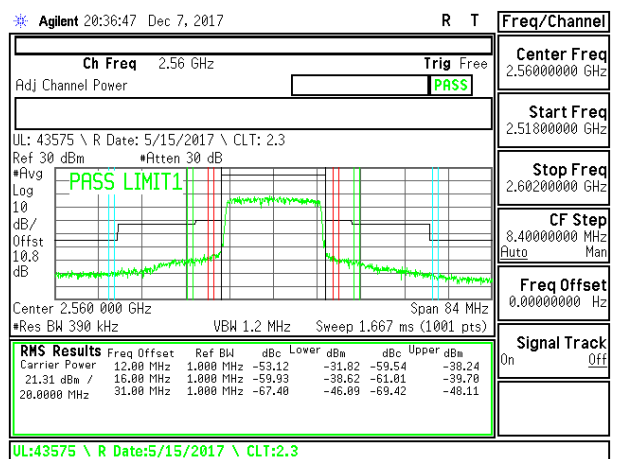 Agilent 20:36:47 Dec 7, 2017 R T
Freq/Channel
Ch Freq 2.56 GHz Trig Free
Adj Channel Power PASS
UL: 43575 \ R Date: 5/15/2017 \ CLT: 2.3
Ref 30 dBm #Atten 30 dB
#Avg
Log
10
dB/
Offst
10.8
dB
PASS LIMIT1
Center 2.560 000 GHz Span 84 MHz
#Res BW 390 kHz VBW 1.2 MHz Sweep 1.667 ms (1001 pts)
RMS Results Freq Offset Ref BW dBc Lower dBm dBc Upper dBm
Carrier Power 12.00 MHz 1.000 MHz -53.12 -31.82 -59.54 -38.24
21.31 dBm / 16.00 MHz 1.000 MHz -59.93 -38.62 -61.01 -39.70
20.0000 MHz 31.00 MHz 1.000 MHz -67.40 -46.09 -69.42 -48.11
UL:43575 \ R Date:5/15/2017 \ CLT:2.3
Center Freq
2.56000000 GHz
Start Freq
2.51800000 GHz
Stop Freq
2.60200000 GHz
CF Step
8.40000000 MHz
Auto Man
Freq Offset
0.00000000 Hz
Signal Track
On Off